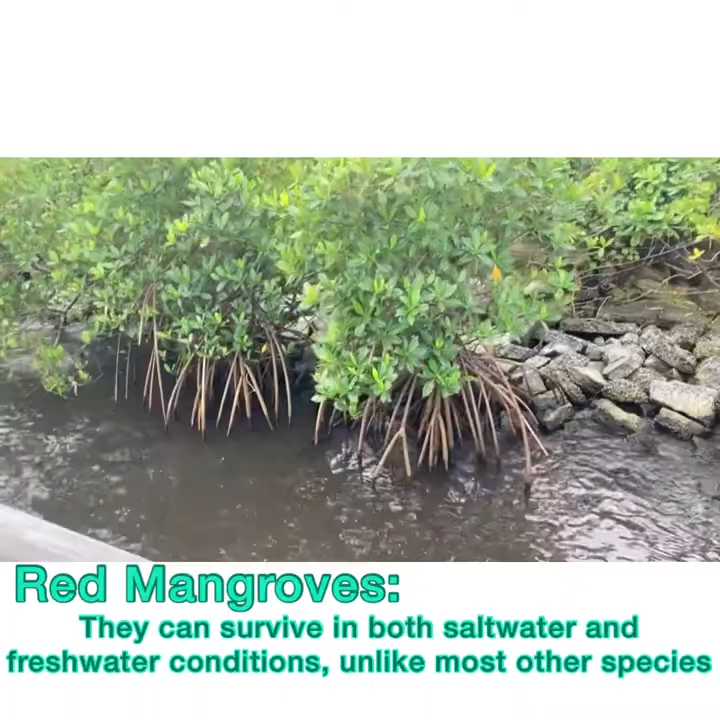 Red Mangroves:
They can survive in both saltwater and
freshwater conditions, unlike most other species